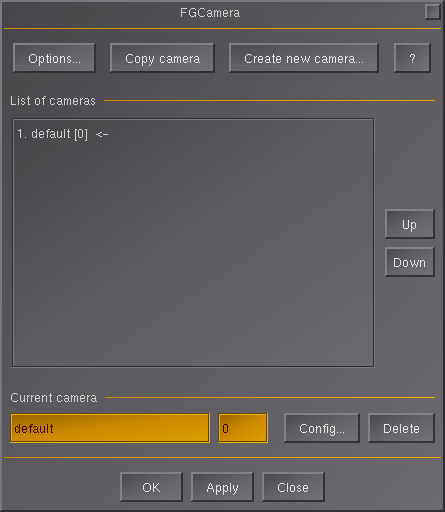 FGCamera
Options... Copy camera Create new camera... ?
List of cameras
1. default [0] <-
Up
Down
Current camera
default 0 Config... Delete
OK Apply Close